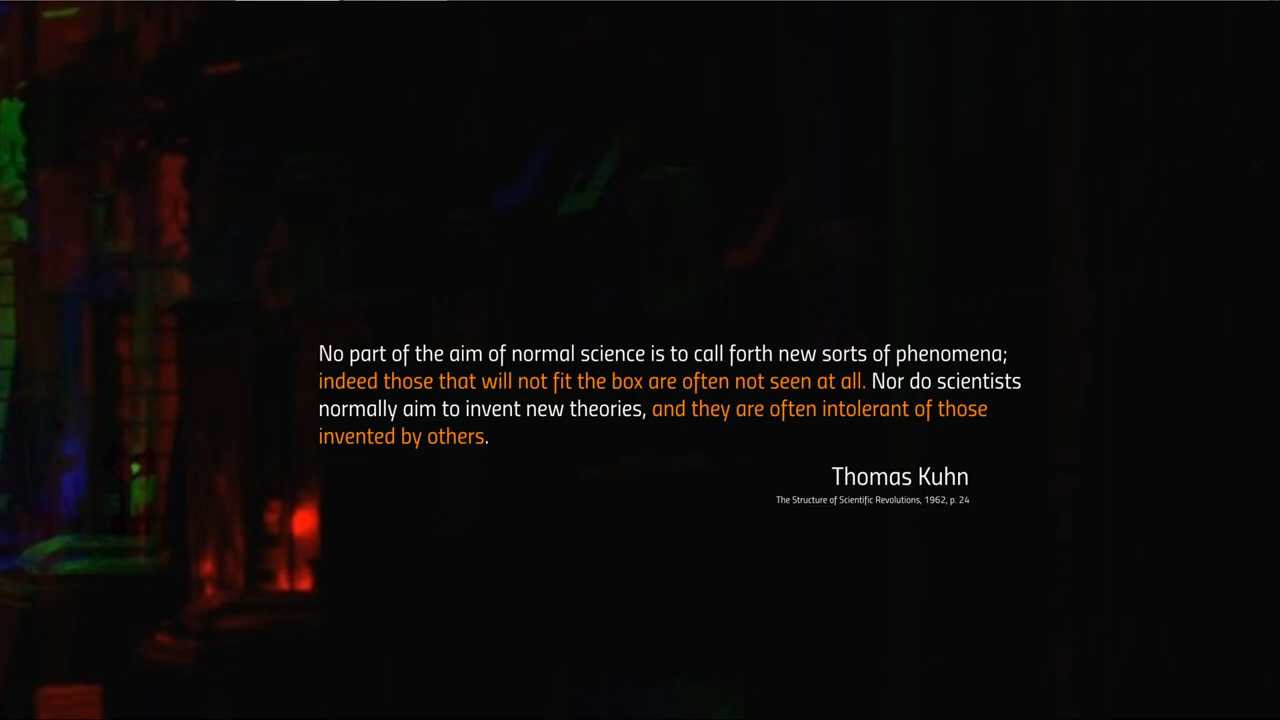 No part of the aim of normal science is to call forth new sorts of phenomena;
indeed those that will not fit the box are often not seen at all. Nor do scientists
normally aim to invent new theories, and they are often intolerant of those
invented by others.
Thomas Kuhn
The Structure of Scientific Revolutions, 1962, p. 24